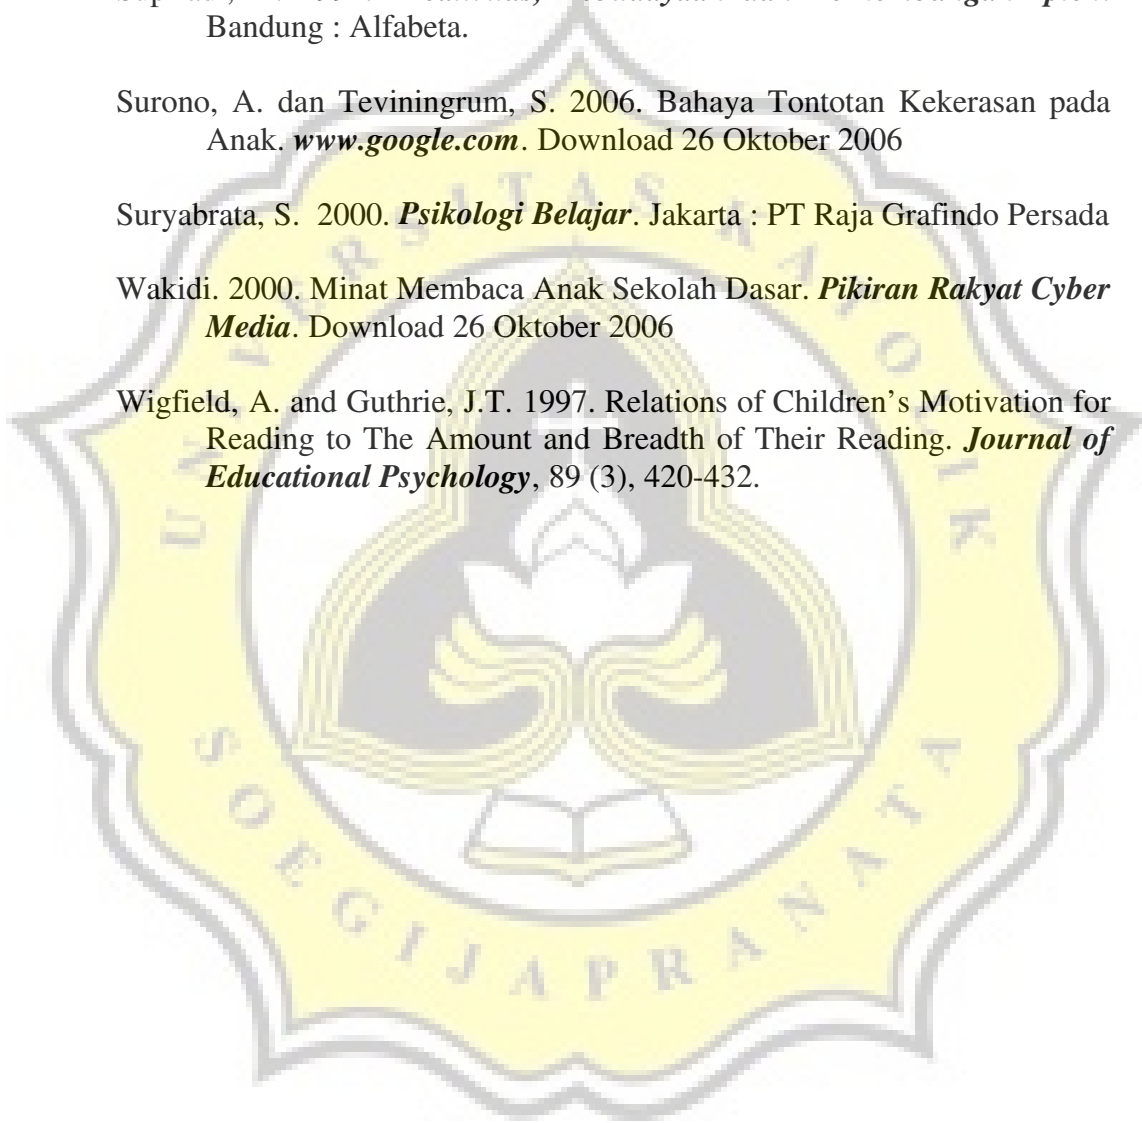 Bandung : Alfabeta.
Surono, A. dan Teviningrum, S. 2006. Bahaya Tontotan Kekerasan pada
Anak. www.google.com. Download 26 Oktober 2006
Suryabrata, S. 2000. Psikologi Belajar. Jakarta : PT Raja Grafindo Persada
Wakidi. 2000. Minat Membaca Anak Sekolah Dasar. Pikiran Rakyat Cyber
Media. Download 26 Oktober 2006
Wigfield, A. and Guthrie, J.T. 1997. Relations of Children's Motivation for
Reading to The Amount and Breadth of Their Reading. Journal of
Educational Psychology, 89 (3), 420-432.
UNIVERSITAS KATOLIK
SOEGIJAPRANATA